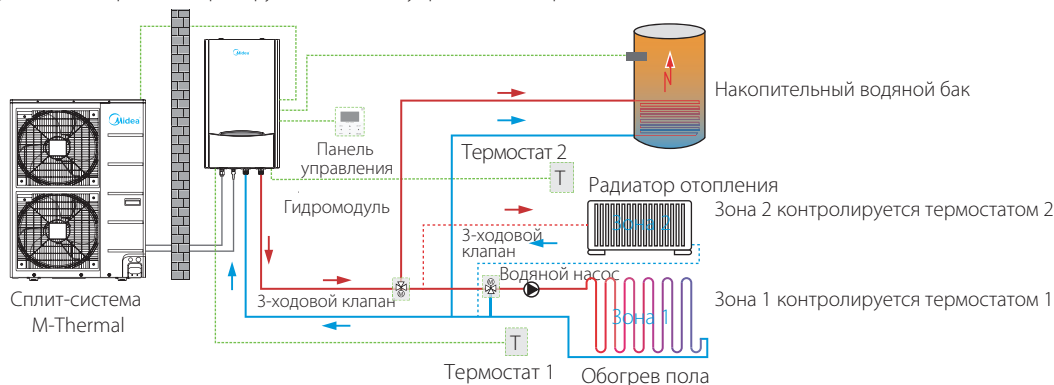 Midea
Midea
Накопительный водяной бак
Панель
управления
Термостат 2
T
Радиатор отопления
Гидромодуль
Зона 2
Зона 2 контролируется термостатом 2
3-ходовой
клапан
Водяной насос
3-ходовой клапан
Сплит-система
M-Thermal
Зона 1
Зона 1 контролируется термостатом 1
T
Термостат 1
Обогрев пола